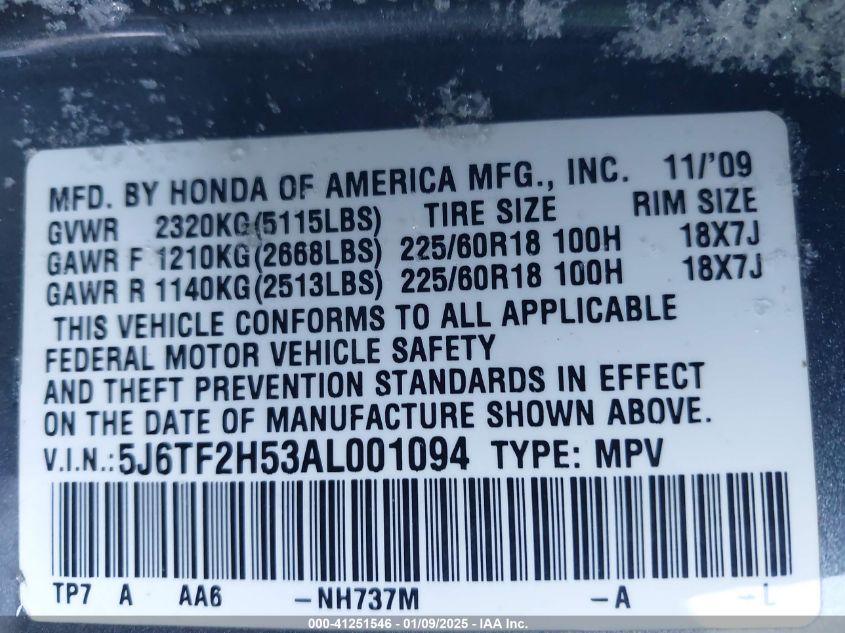 MFD. BY HONDA OF AMERICA MFG., INC. 11/'09
GVWR 2320KG(5115LBS) TIRE SIZE RIM SIZE
GAWR F 1210KG(2668LBS) 225/60R18 100H 18X7J
GAWR R 1140KG(2513LBS) 225/60R18 100H 18X7J
THIS VEHICLE CONFORMS TO ALL APPLICABLE
FEDERAL MOTOR VEHICLE SAFETY
AND THEFT PREVENTION STANDARDS IN EFFECT
ON THE DATE OF MANUFACTURE SHOWN ABOVE.
V.I.N.:5J6TF2H53AL001094 TYPE: MPV
TP7 A AA6 -NH737M -A -L
000-41251546 - 01/09/2025 - IAA Inc.